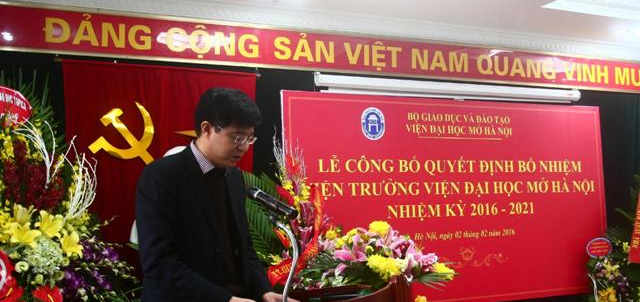 ĐẢNG CỘNG SẢN VIỆT NAM QUANG VINH MU
BỘ GIÁO DỤC VÀ ĐÀO TẠO
VIỆN ĐẠI HỌC MỞ HÀ NỘI
LỄ CÔNG BỐ QUYẾT ĐỊNH BỔ NHIỆM
VIỆN TRƯỞNG VIỆN ĐẠI HỌC MỞ HÀ NỘI
NHIỆM KỲ 2016 - 2021
Hà Nội, ngày 02 tháng 02 năm 2016